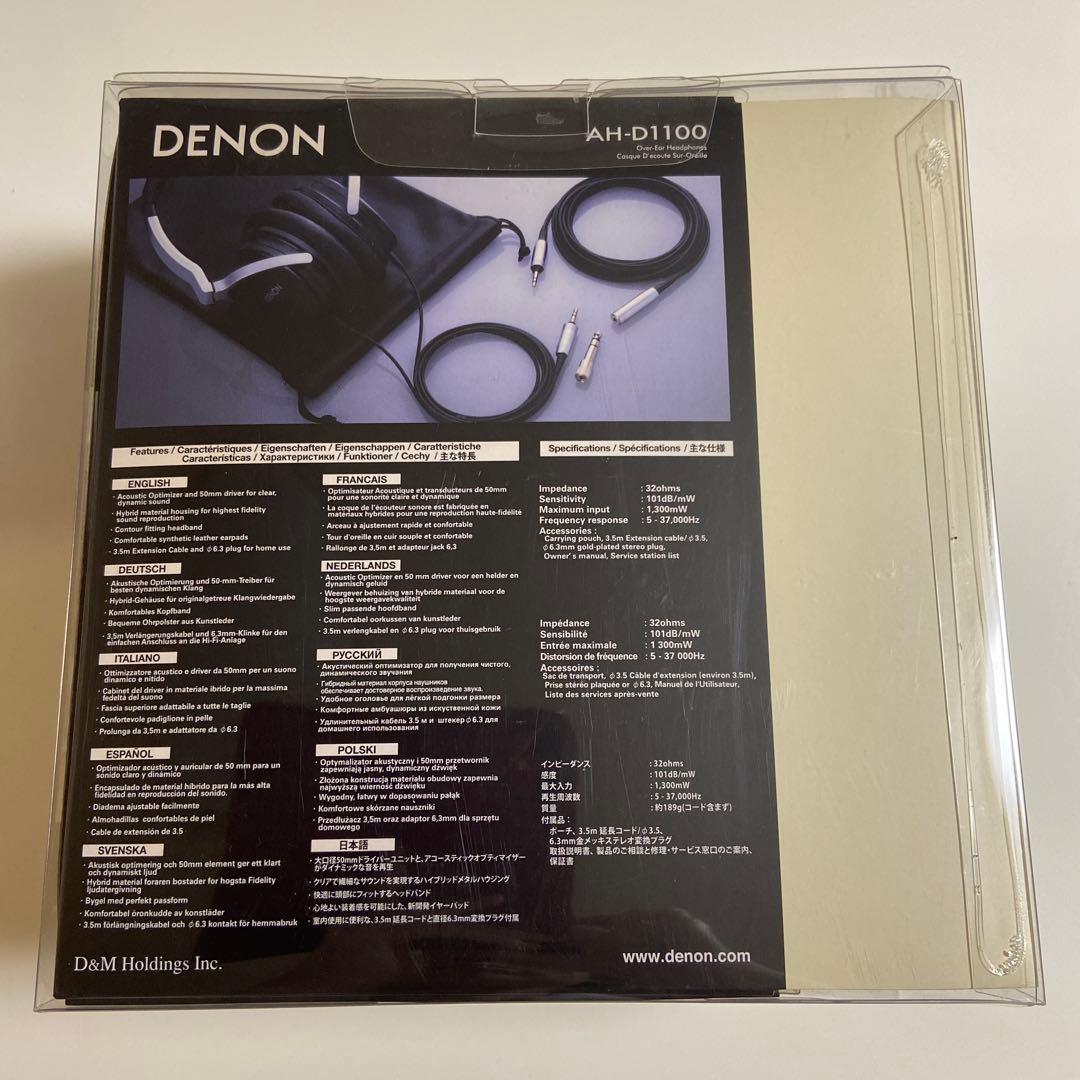 DENON
AH-D1100
Over-Ear Headphones
Casque D'ecoute Sur-Oreille
DENON
Features / Caractéristiques / Eigenschaften / Eigenschappen / Caratteristiche
Características / Характеристики / Funktioner / Cechy / 主な特長
ENGLISH
· Acoustic Optimizer and 50mm driver for clear,
dynamic sound
· Hybrid material housing for highest fidelity
sound reproduction
· Contour fitting headband
· Comfortable synthetic leather earpads
· 3.5m Extension Cable and φ6.3 plug for home use
DEUTSCH
· Akustische Optimierung und 50-mm-Treiber für
besten dynamischen Klang
· Hybrid-Gehäuse für originalgetreue Klangwiedergabe
· Komfortables Kopfband
· Bequeme Ohrpolster aus Kunstleder
· 3,5m Verlängerungskabel und 6,3mm-Klinke für den
einfachen Anschluss an die Hi-Fi-Anlage
ITALIANO
· Ottimizzatore acustico e driver da 50mm per un suono
dinamico e nitido
· Cabinet del driver in materiale ibrido per la massima
fedelta del suono
· Fascia superiore adattabile a tutte le taglie
· Confortevole padiglione in pelle
· Prolunga da 3,5m e adattatore da φ6.3
ESPAÑOL
· Optimizador acústico y auricular de 50 mm para un
sonido claro y dinámico
· Encapsulado de material híbrido para la más alta
fidelidad en reproducción del sonido.
· Diadema ajustable facilmente
· Almohadillas confortables de piel
· Cable de extensión de 3.5
SVENSKA
· Akustisk optimering och 50mm element ger ett klart
och dynamiskt ljud
· Hybrid material foraren bostader for hogsta Fidelity
ljudatergivning
· Bygel med perfekt passform
· Komfortabel öronkudde av konstläder
· 3.5m förlängningskabel och φ6.3 kontakt för hemmabruk
FRANCAIS
· Optimisateur Acoustique et transducteurs de 50mm
pour une sonorité claire et dynamique
· La coque de l'écouteur sonore est fabriquée en
matériaux hybrides pour une reproduction haute-fidélité
· Arceau à ajustement rapide et confortable
· Tour d'oreille en cuir souple et confortable
· Rallonge de 3,5m et adapteur jack 6,3
NEDERLANDS
· Acoustic Optimizer en 50 mm driver voor een helder en
dynamisch geluid
· Weergever behuizing van hybride materiaal voor de
hoogste weergavekwaliteit
· Slim passende hoofdband
· Comfortabel oorkussen van kunstleder
· 3.5m verlengkabel en φ6.3 plug voor thuisgebruik
РУССКИЙ
· Акустический оптимизатор для получения чистого,
динамического звучания
· Гибридный материал корпуса наушников
обеспечивает достоверное воспроизведение звука.
· Удобное оголовье для лёгкой подгонки размера
· Комфортные амбуашюры из искуственной кожи
· Удлинительный кабель 3.5 м и штекер φ6.3 для
домашнего использования
POLSKI
· Optymalizator akustyczny i 50mm przetwornik
zapewniają jasny, dynamiczny dźwięk
· Złożona konstrucja materiału obudowy zapewnia
najwyższą wierność dźwięku
· Wygodny, łatwy w dopasowaniu pałąk
· Komfortowe skórzane nauszniki
· Przedłużacz 3,5m oraz adaptor 6,3mm dla sprzętu
domowego
日本語
· 大口径50mmドライバーユニットと、アコースティックオプティマイザー
がダイナミックな音を再生
· クリアで繊細なサウンドを実現するハイブリッドメタルハウジング
· 快適に頭部にフィットするヘッドバンド
· 心地よい装着感を可能にした、新開発イヤーパッド
· 室内使用に便利な、3.5m 延長コードと直径6.3mm変換プラグ付属
Specifications / Spécifications / 主な仕様
Impedance : 32ohms
Sensitivity : 101dB/mW
Maximum input : 1,300mW
Frequency response : 5 - 37,000Hz
Accessories :
Carrying pouch, 3.5m Extension cable/φ3.5,
φ6.3mm gold-plated stereo plug,
Owner's manual, Service station list
Impédance : 32ohms
Sensibilité : 101dB/mW
Entrée maximale : 1 300mW
Distorsion de fréquence : 5 - 37 000Hz
Accessoires :
Sac de transport, φ3.5 Câble d'extension (environ 3.5m),
Prise stéréo plaquée or φ6.3, Manuel de l'Utilisateur,
Liste des services après-vente
インピーダンス : 32ohms
感度 : 101dB/mW
最大入力 : 1,300mW
再生周波数 : 5 - 37,000Hz
質量 : 約189g(コード含まず)
付属品 :
ポーチ、3.5m 延長コード/φ3.5、
6.3mm金メッキステレオ変換プラグ
取扱説明書、製品のご相談と修理・サービス窓口のご案内、
保証書
D&M Holdings Inc.
www.denon.com